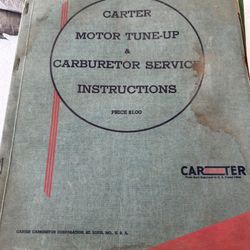 CARTER
MOTOR TUNE-UP
&
CARBURETOR SERVICE
INSTRUCTIONS
PRICE $1.00
CARTER
CARTER CARBURETOR CORPORATION, ST. LOUIS, MO., U. S. A.